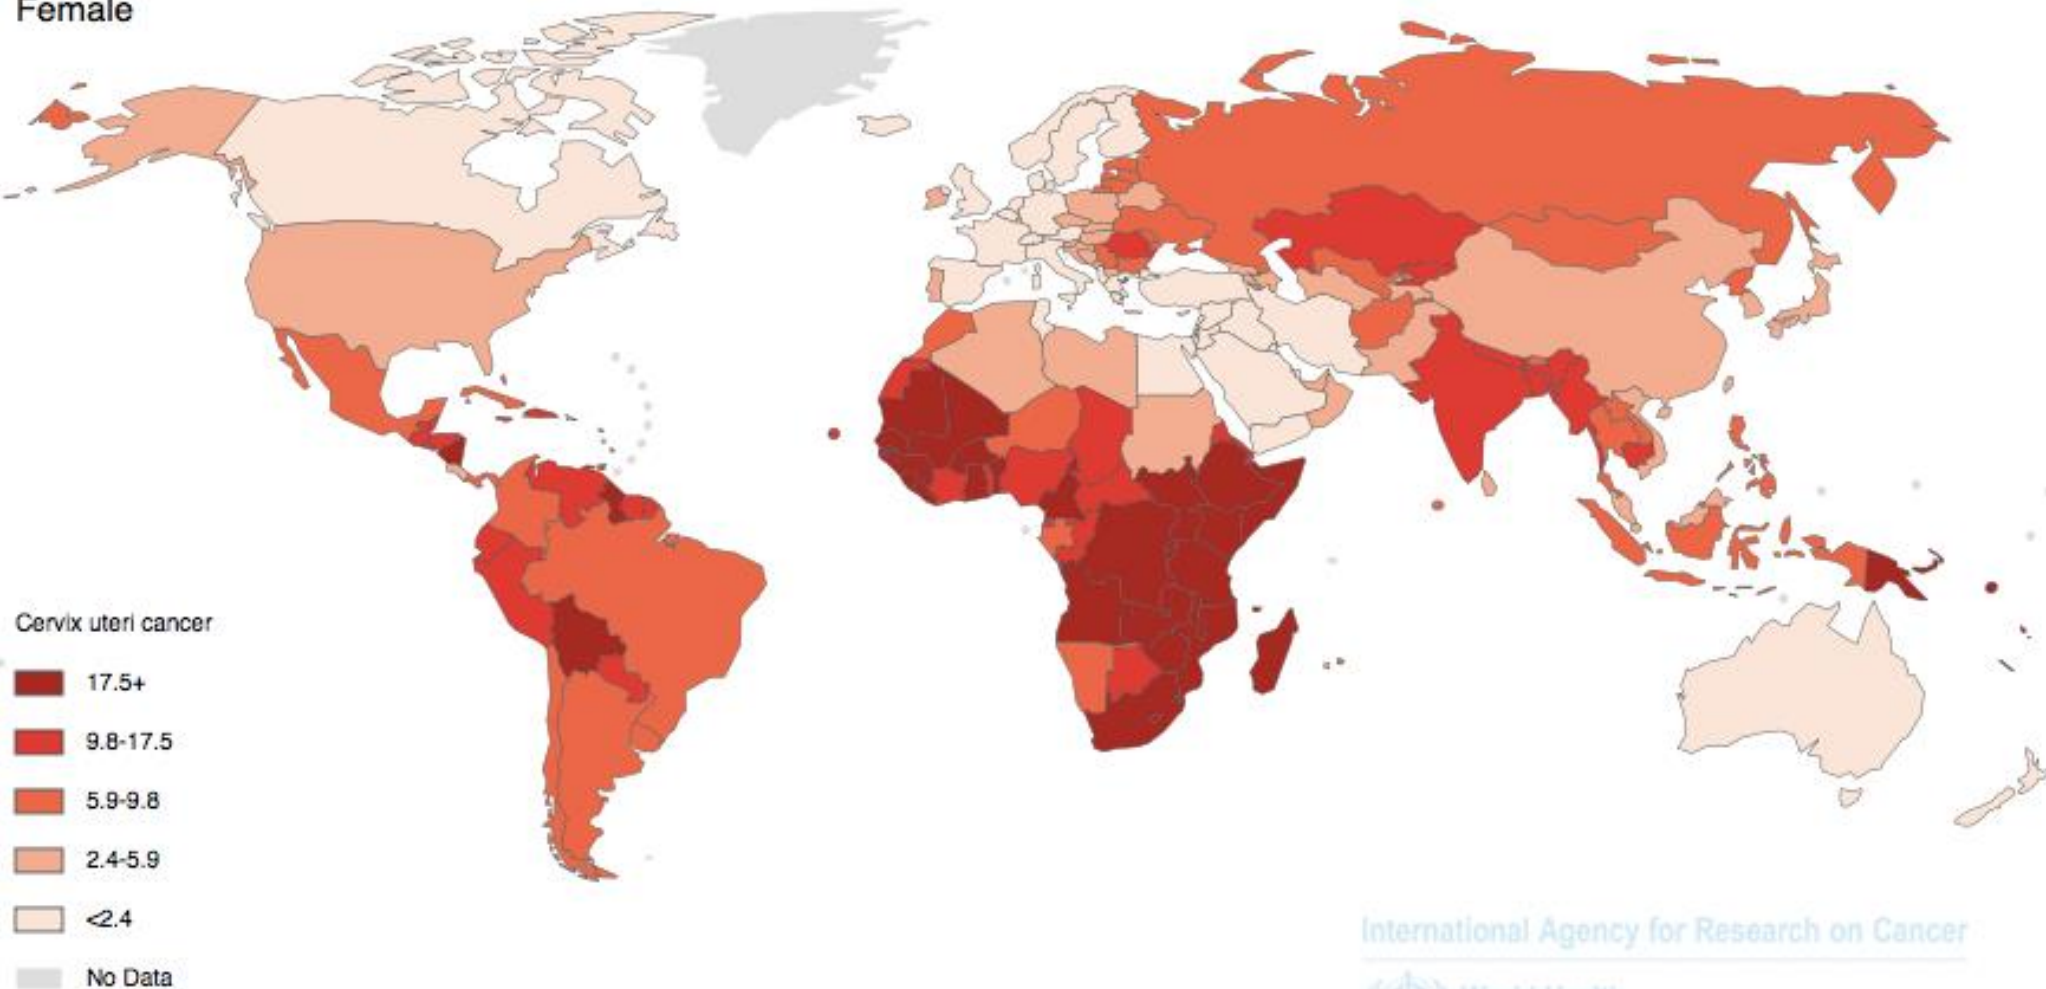 Female
Cervix uteri cancer
17.5+
9.8-17.5
5.9-9.8
2.4-5.9
<2.4
No Data
International Agency for Research on Cancer